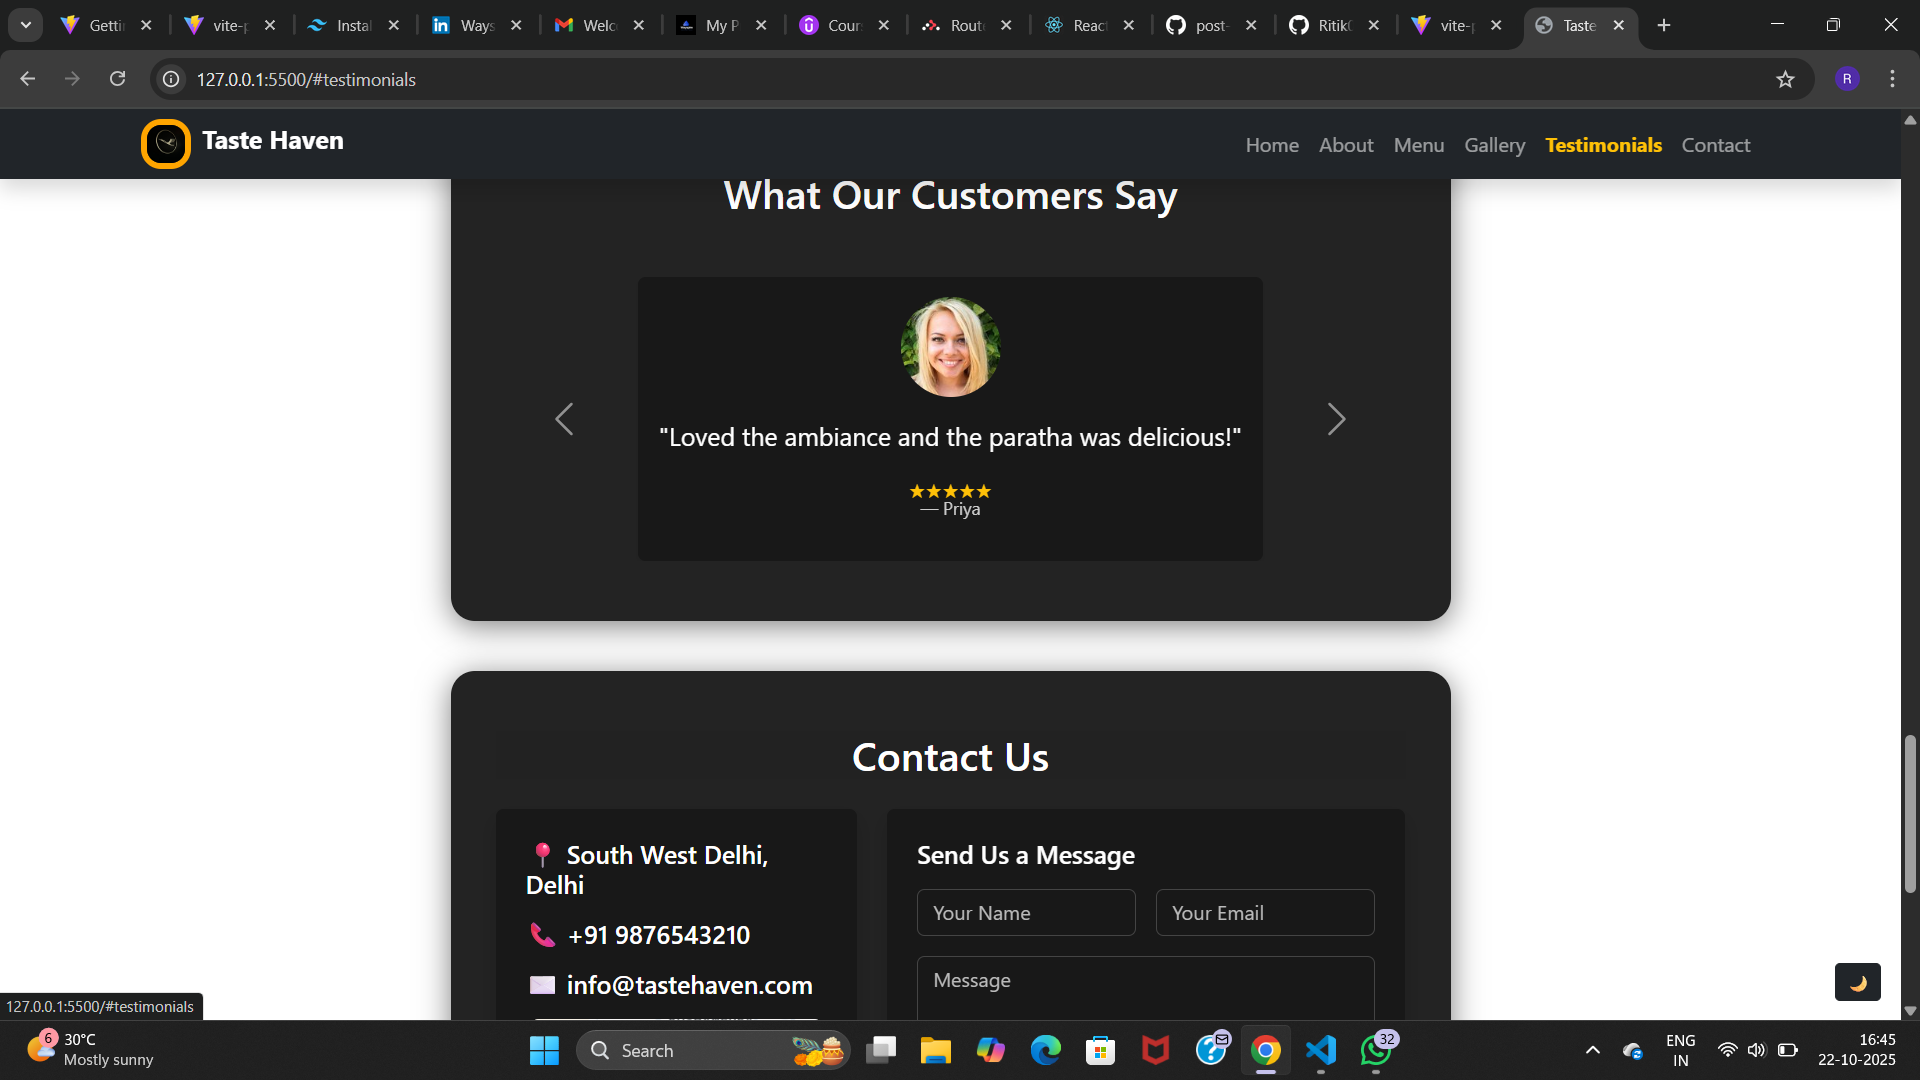 Getti
vite-p
Instal
Ways
Welc
My P
Cour
Route
React
post-
Ritik
vite-p
Taste
127.0.0.1:5500/#testimonials
R
Taste Haven
Home About Menu Gallery Testimonials Contact
What Our Customers Say
"Loved the ambiance and the paratha was delicious!"
★★★★★
— Priya
Contact Us
South West Delhi,
Delhi
+91 9876543210
info@tastehaven.com
Send Us a Message
Your Name
Your Email
Message
127.0.0.1:5500/#testimonials
6
30°C
Mostly sunny
Search
32
ENG
IN
16:45
22-10-2025